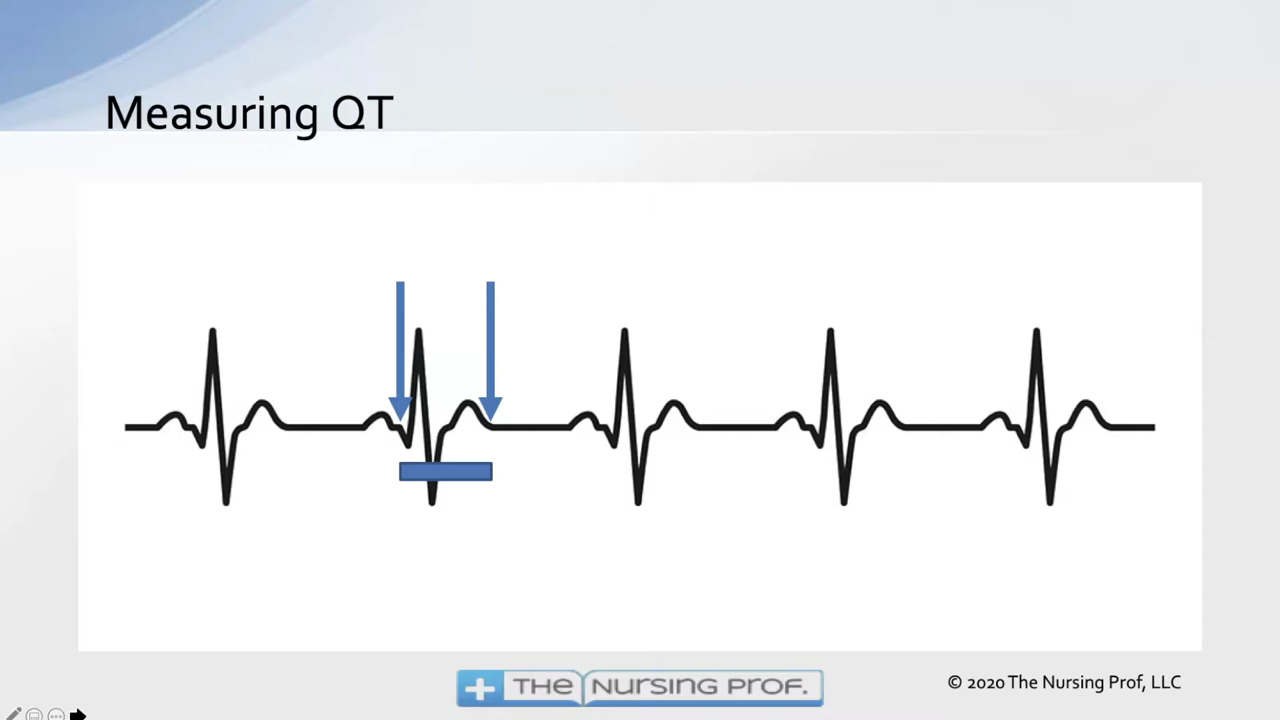 Measuring QT
THE NURSING PROF.
© 2020 The Nursing Prof, LLC